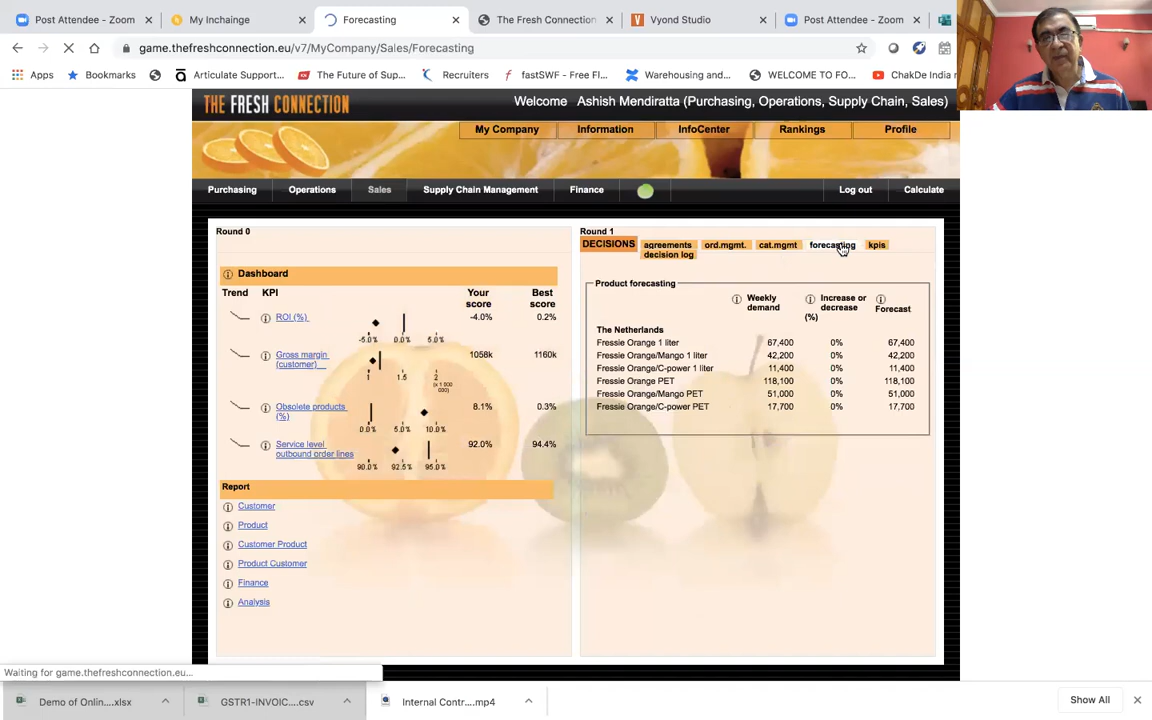 Post Attendee - Zoom
My Inchainge
Forecasting
The Fresh Connection
Vyond Studio
Post Attendee - Zoom
game.thefreshconnection.eu/v7/MyCompany/Sales/Forecasting
Apps
Bookmarks
Articulate Support...
The Future of Sup...
Recruiters
fastSWF - Free Fl...
Warehousing and...
WELCOME TO FO...
ChakDe India r
THE FRESH CONNECTION
Welcome Ashish Mendiratta (Purchasing, Operations, Supply Chain, Sales)
My Company Information InfoCenter Rankings Profile
Purchasing Operations Sales Supply Chain Management Finance Log out Calculate
Round 0
Dashboard
Trend KPI Your score Best score
ROI (%) -4.0% 0.2%
-5.0% 0.0% 5.0%
Gross margin (customer) 1058k 1160k
1 1.5 2
(x 1 000 000)
Obsolete products (%) 8.1% 0.3%
0.0% 5.0% 10.0%
Service level outbound order lines 92.0% 94.4%
90.0% 92.5% 95.0%
Report
Customer
Product
Customer Product
Product Customer
Finance
Analysis
Round 1
DECISIONS agreements ord.mgmt. cat.mgmt forecasting kpis
decision log
Product forecasting
Weekly demand Increase or decrease (%) Forecast
The Netherlands
Fressie Orange 1 liter 67,400 0% 67,400
Fressie Orange/Mango 1 liter 42,200 0% 42,200
Fressie Orange/C-power 1 liter 11,400 0% 11,400
Fressie Orange PET 118,100 0% 118,100
Fressie Orange/Mango PET 51,000 0% 51,000
Fressie Orange/C-power PET 17,700 0% 17,700
Waiting for game.thefreshconnection.eu...
Demo of Onlin....xlsx
GSTR1-INVOIC....csv
Internal Contr....mp4
Show All